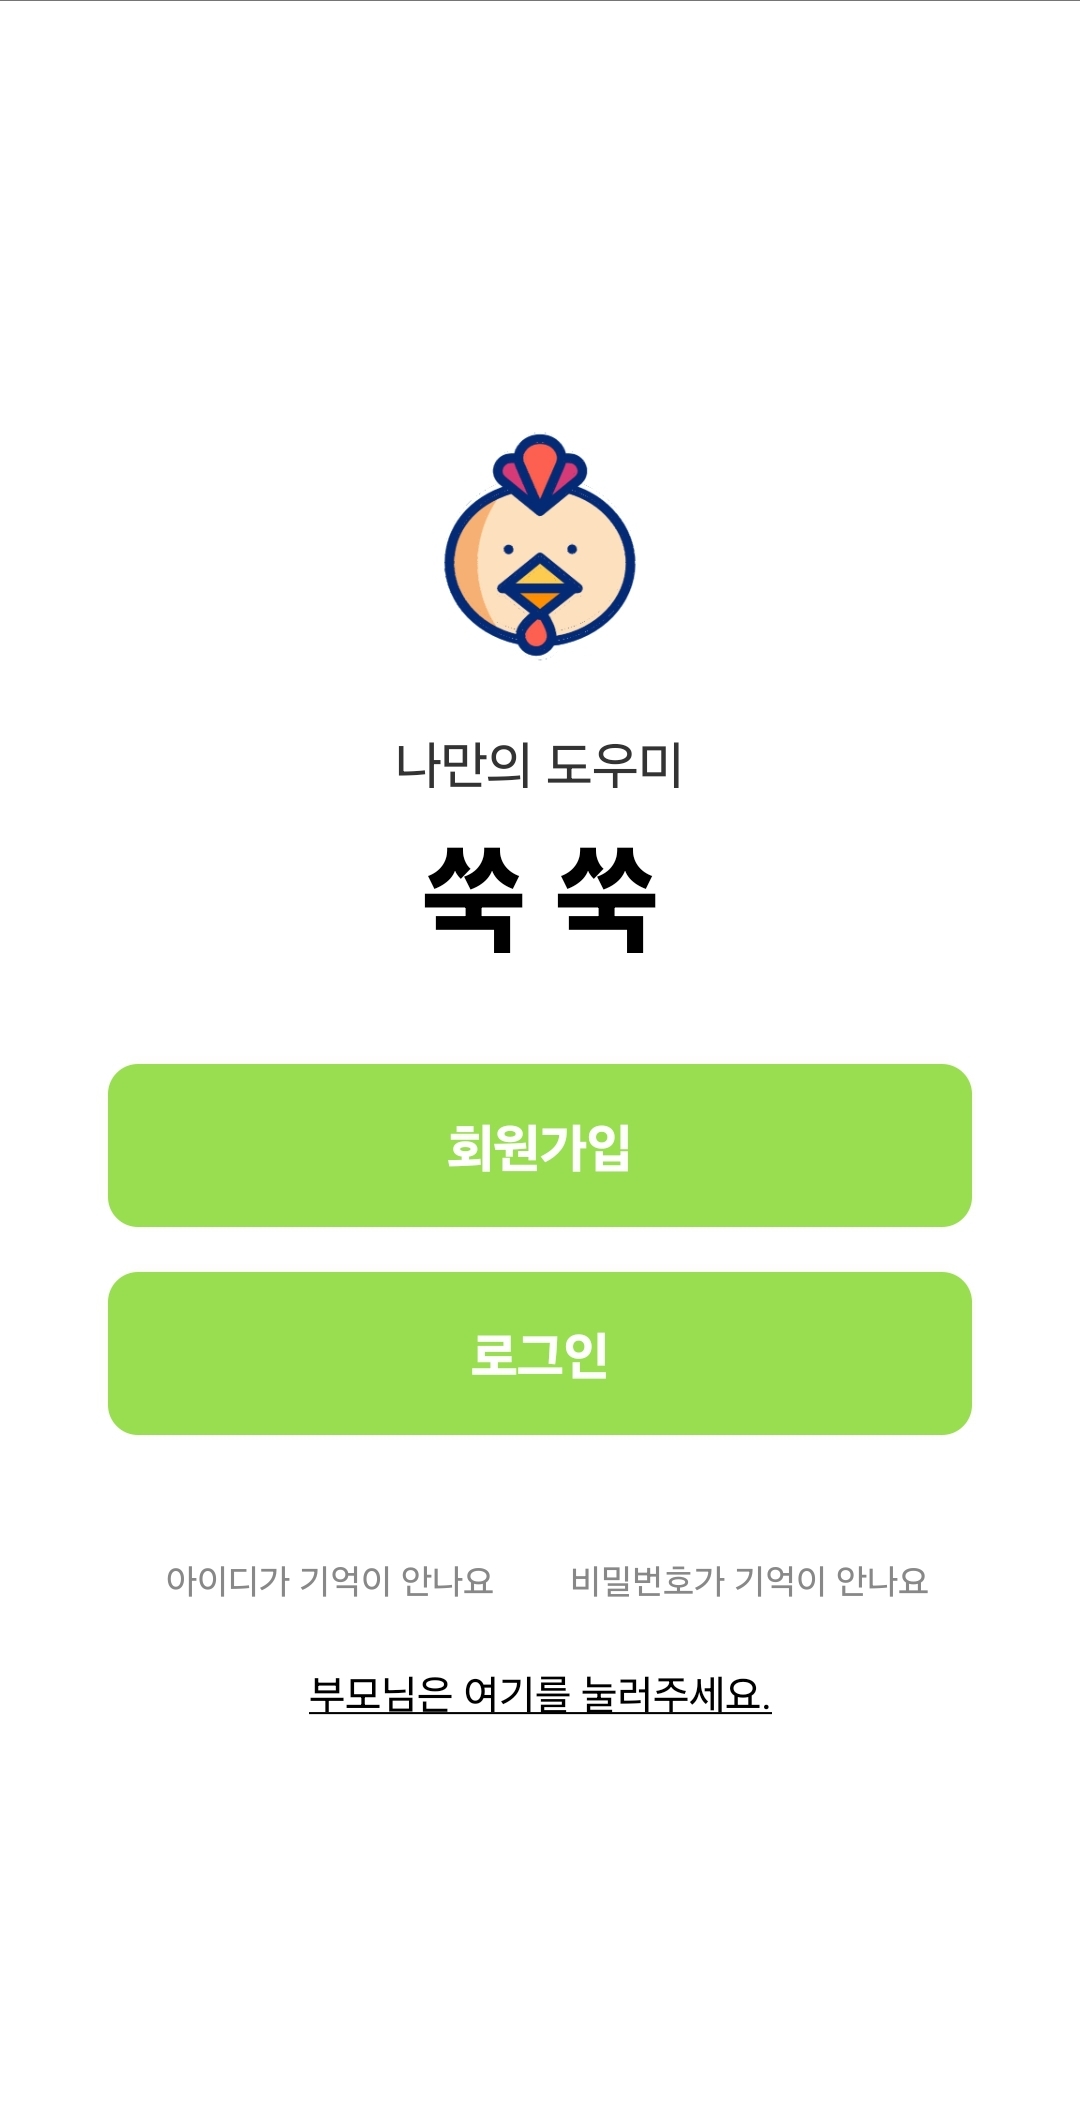 나만의 도우미
쑥 쑥
회원가입
로그인
아이디가 기억이 안나요 비밀번호가 기억이 안나요
부모님은 여기를 눌러주세요.